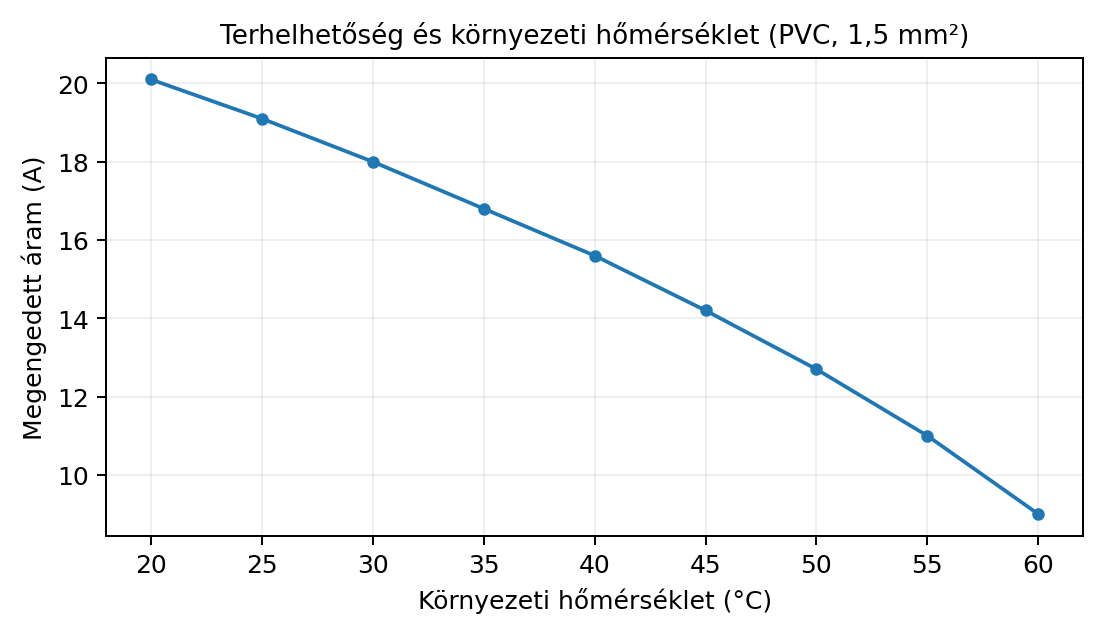 Terhelhetőség és környezeti hőmérséklet (PVC, 1,5 mm²)
Megengedett áram (A)
20
18
16
14
12
10
20 25 30 35 40 45 50 55 60
Környezeti hőmérséklet (°C)